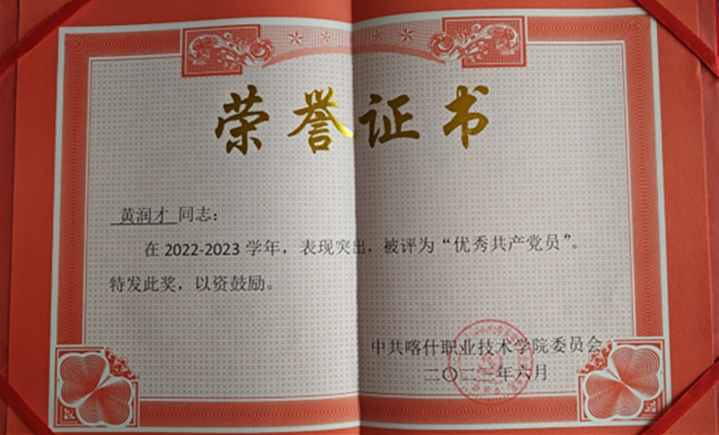 荣誉证书
黄润才 同志：
在 2022-2023 学年，表现突出，被评为“优秀共产党员”。
特发此奖，以资鼓励。
中共喀什职业技术学院委员会
二〇二三年六月